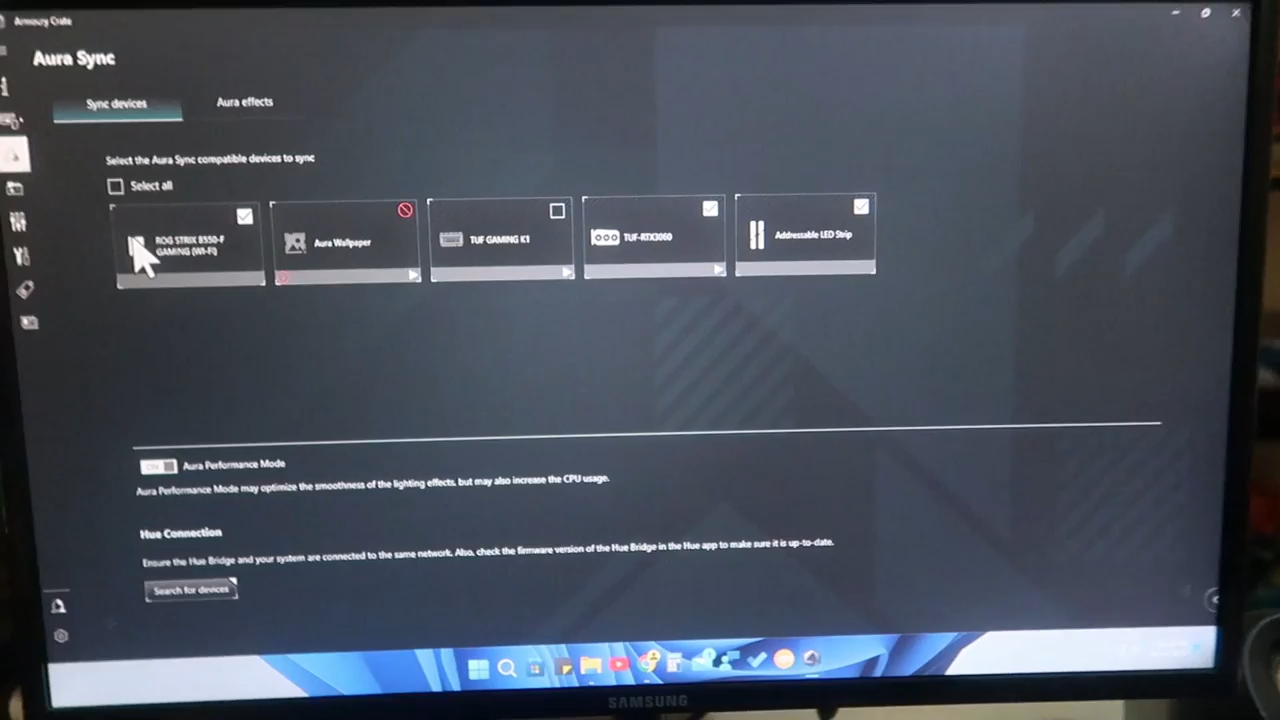 Armoury Crate
Aura Sync
Sync devices
Aura effects
Select the Aura Sync compatible devices to sync
Select all
ROG STRIX B550-F
GAMING (WI-FI)
Aura Wallpaper
TUF GAMING K1
TUF-RTX3060
Addressable LED Strip
ON
Aura Performance Mode
Aura Performance Mode may optimize the smoothness of the lighting effects, but may also increase the CPU usage.
Hue Connection
Ensure the Hue Bridge and your system are connected to the same network. Also, check the firmware version of the Hue Bridge in the Hue app to make sure it is up-to-date.
Search for devices
SAMSUNG